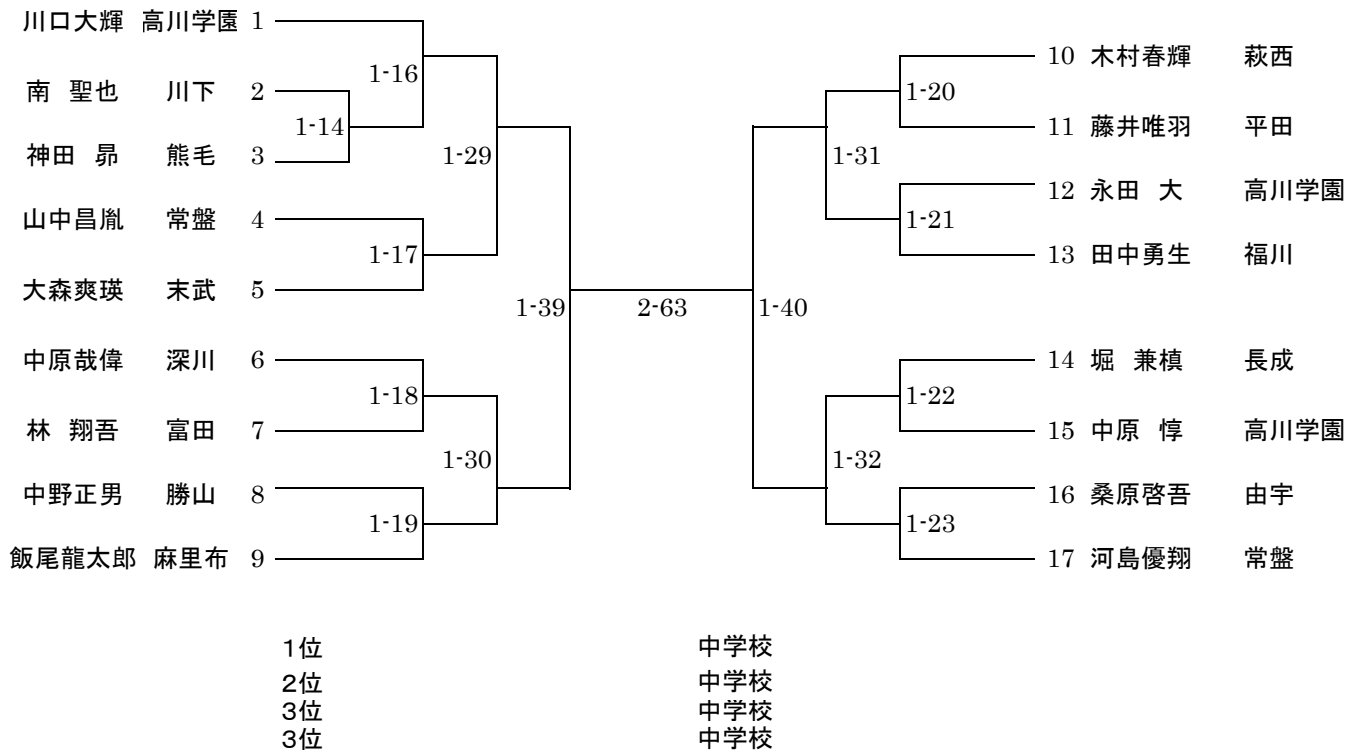 川口大輝 高川学園 1
1-16
南 聖也 川下 2
1-14
神田 昴 熊毛 3
1-29
山中昌胤 常盤 4
1-17
大森爽瑛 末武 5
1-39
中原哉偉 深川 6
1-18
林 翔吾 富田 7
1-30
中野正男 勝山 8
1-19
飯尾龍太郎 麻里布 9
2-63
10 木村春輝 萩西
1-20
11 藤井唯羽 平田
1-31
12 永田 大 高川学園
1-21
13 田中勇生 福川
1-40
14 堀 兼槙 長成
1-22
15 中原 惇 高川学園
1-32
16 桑原啓吾 由宇
1-23
17 河島優翔 常盤
1位 中学校
2位 中学校
3位 中学校
3位 中学校